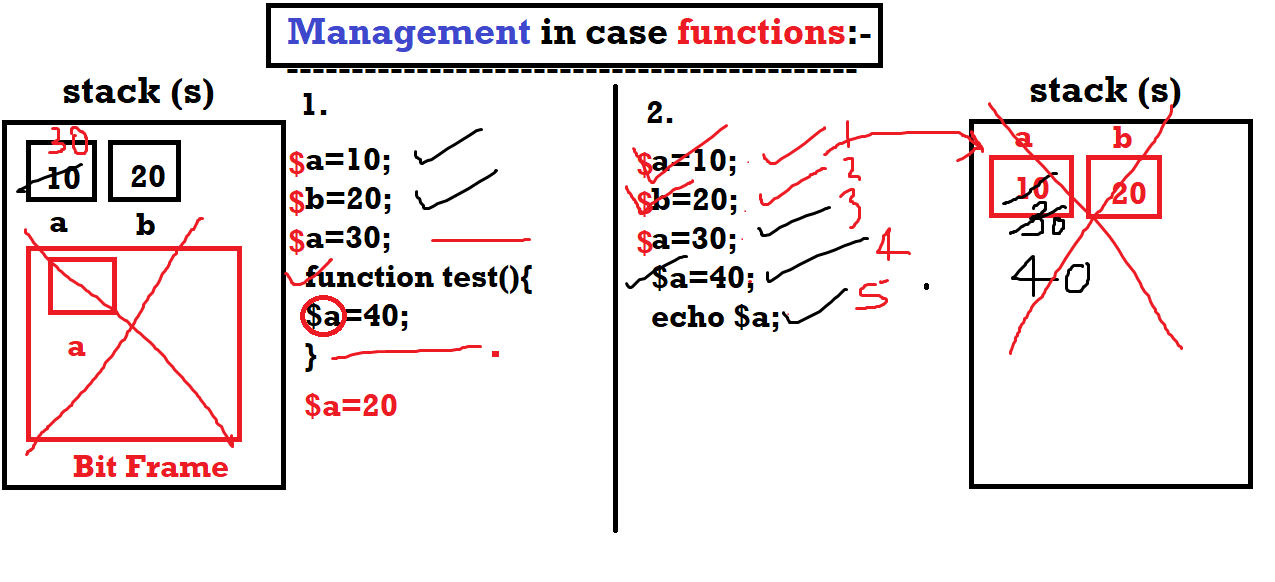 Management in case functions:-
stack (s)
30
10 20
a b
a
Bit Frame
1.
$a=10;
$b=20;
$a=30;
function test(){
$a=40;
}
$a=20
2.
$a=10; 1
$b=20; 2
$a=30; 3
$a=40; 4
echo $a; 5
stack (s)
a b
10 20
30
40